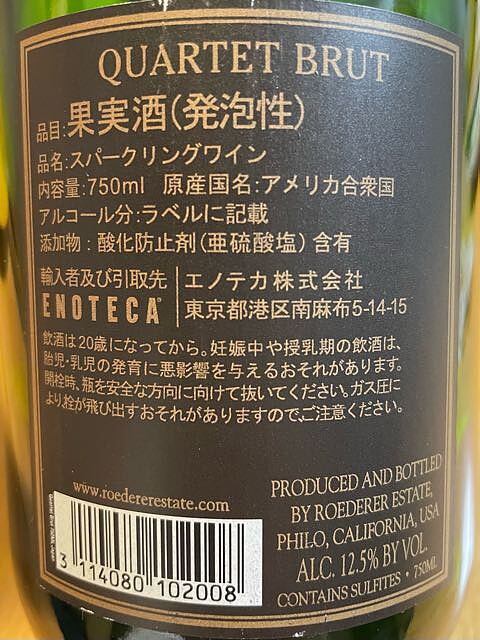 QUARTET BRUT
品目:果実酒(発泡性)
品名:スパークリングワイン
内容量:750ml 原産国名:アメリカ合衆国
アルコール分:ラベルに記載
添加物:酸化防止剤(亜硫酸塩)含有
輸入者及び引取先
ENOTECA®
エノテカ株式会社
東京都港区南麻布5-14-15
飲酒は20歳になってから。妊娠中や授乳期の飲酒は、
胎児・乳児の発育に悪影響を与えるおそれがあります。
開栓時、瓶を安全な方向に向けて抜いてください。ガス圧に
より、栓が飛び出すおそれがありますので、ご注意ください。
www.roedererestate.com
3 114080 102008
PRODUCED AND BOTTLED
BY ROEDERER ESTATE,
PHILO, CALIFORNIA, USA
ALC. 12.5% BY VOL.
CONTAINS SULFITES • 750ML